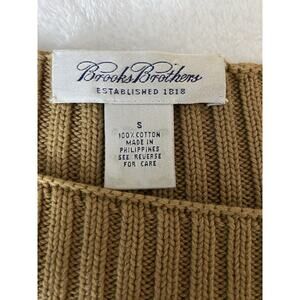 Brooks Brothers
ESTABLISHED 1818
S
100% COTTON
MADE IN
PHILIPPINES
SEE REVERSE
FOR CARE